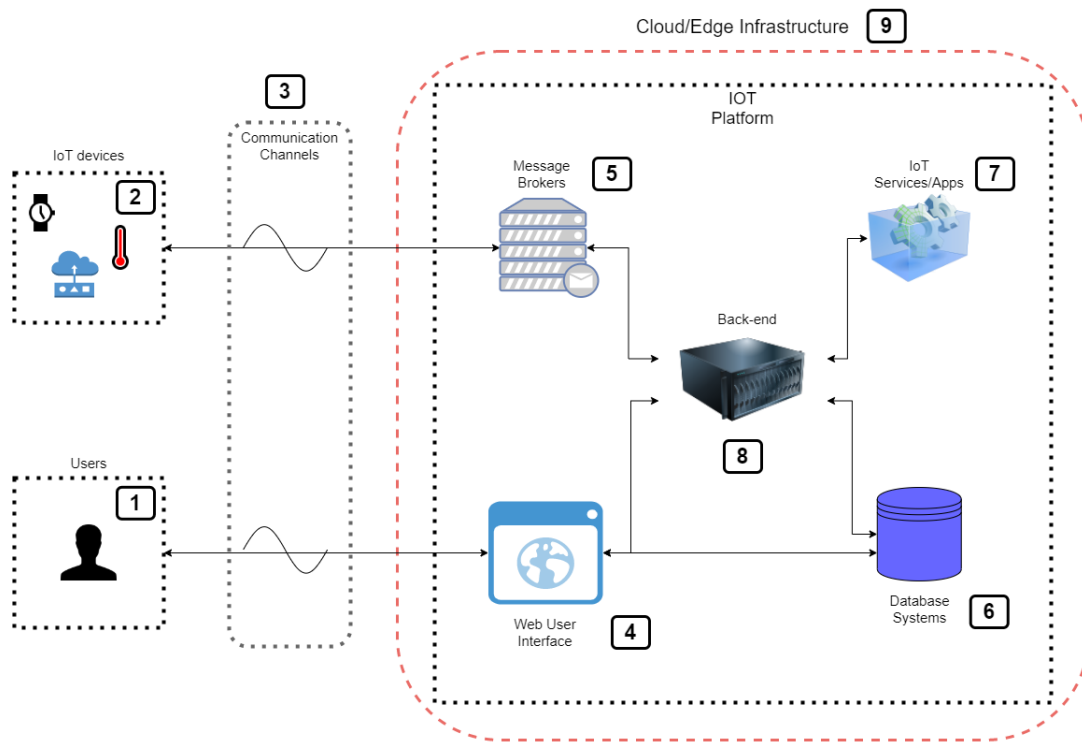 Cloud/Edge Infrastructure
9
3
IOT
Platform
Communication
Channels
IoT devices
2
Message
Brokers
5
IoT
Services/Apps
7
Back-end
8
Users
1
Web User
Interface
4
Database
Systems
6